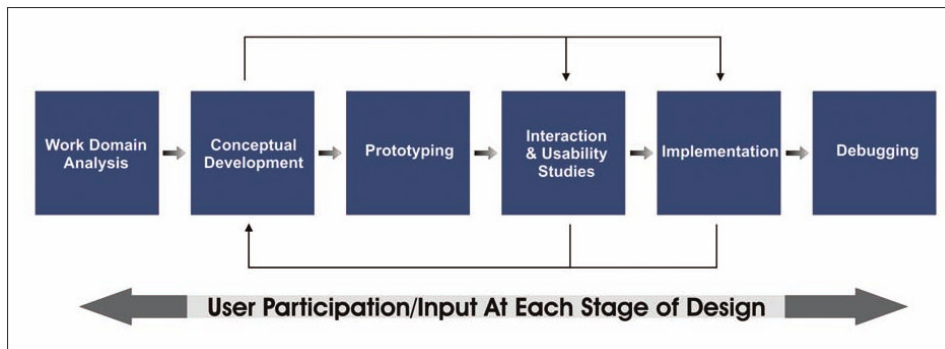 Work Domain
Analysis
Conceptual
Development
Prototyping
Interaction
& Usability
Studies
Implementation
Debugging
User Participation/Input At Each Stage of Design